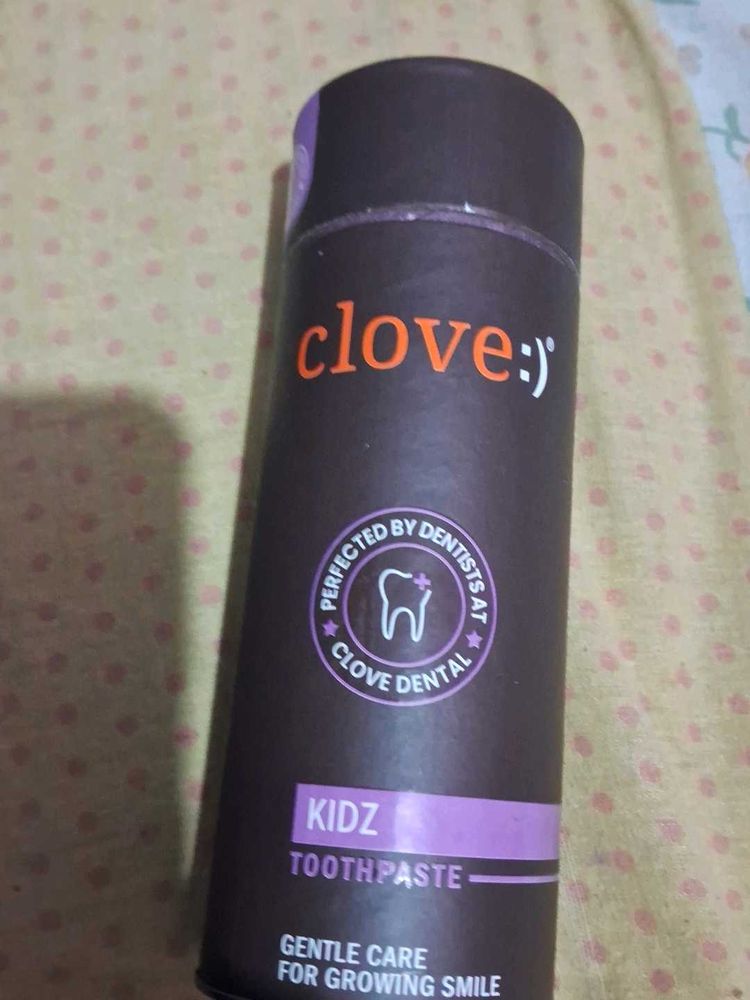 clove:)®
PERFECTED BY DENTISTS AT
CLOVE DENTAL
KIDZ
TOOTHPASTE
GENTLE CARE
FOR GROWING SMILE